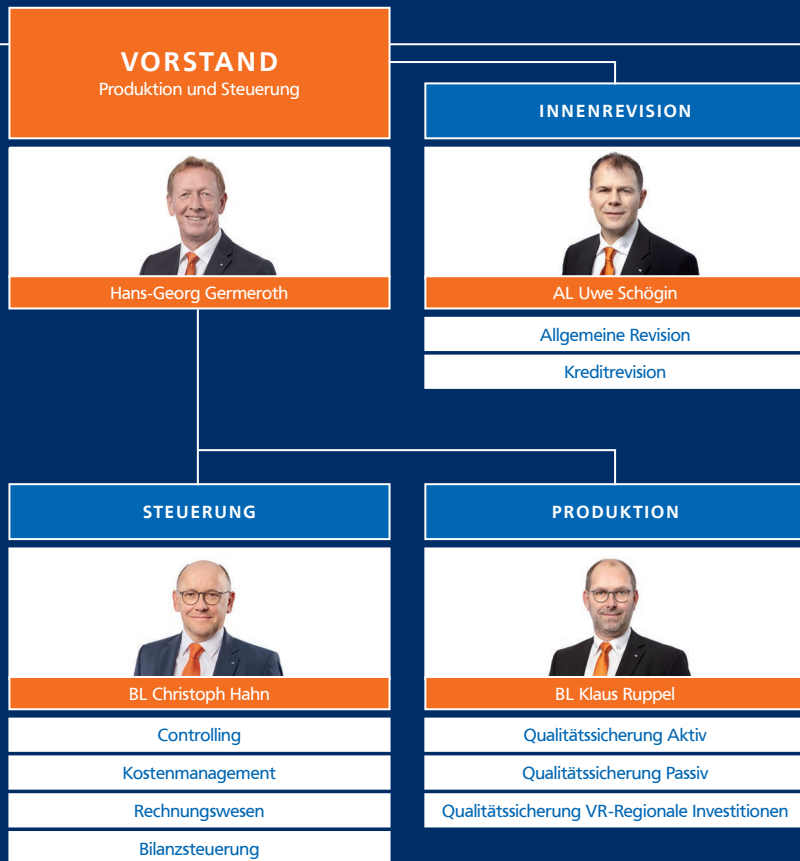 VORSTAND
Produktion und Steuerung
Hans-Georg Germeroth
INNENREVISION
AL Uwe Schögin
Allgemeine Revision
Kreditrevision
STEUERUNG
BL Christoph Hahn
Controlling
Kostenmanagement
Rechnungswesen
Bilanzsteuerung
PRODUKTION
BL Klaus Ruppel
Qualitätssicherung Aktiv
Qualitätssicherung Passiv
Qualitätssicherung VR-Regionale Investitionen